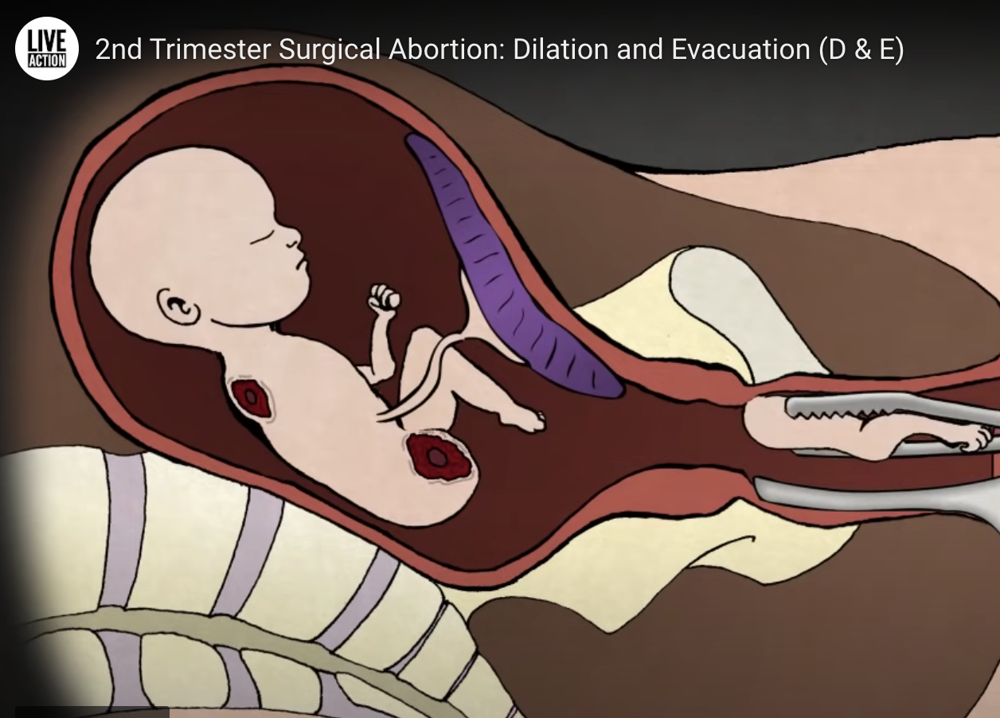 LIVE
ACTION
2nd Trimester Surgical Abortion: Dilation and Evacuation (D & E)